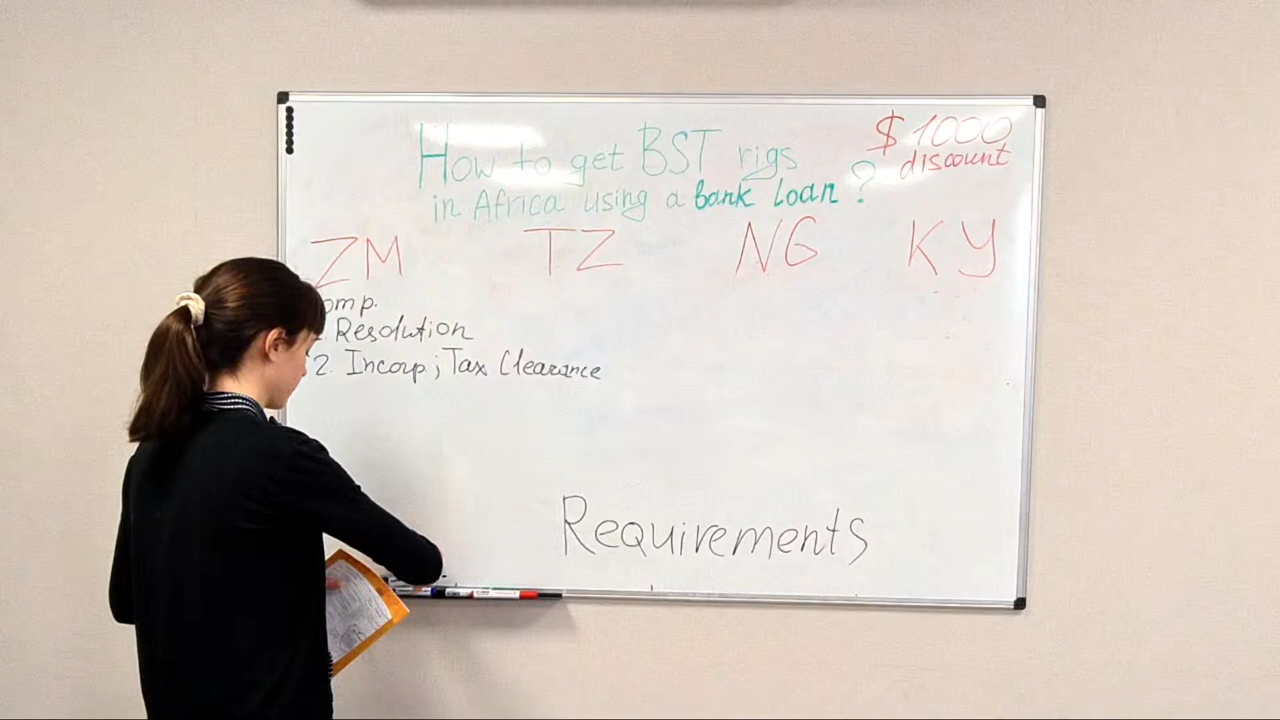 How to get BST rigs
in Africa using a bank loan?
$1000
discount
ZM TZ NG KY
omp.
. Resolution
2. Incorp; Tax Clearance
Requirements